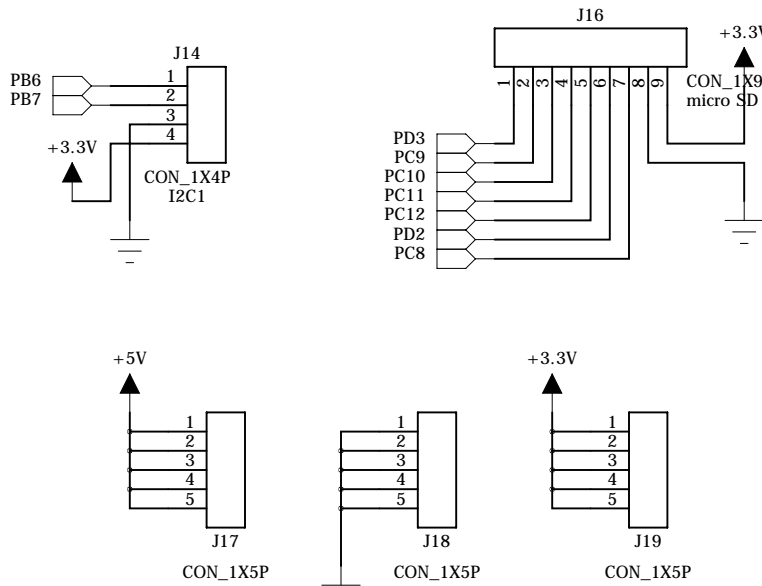 J14
PB6
PB7
1
2
3
4
+3.3V
CON_1X4P
I2C1
J16
+3.3V
1
2
3
4
5
6
7
8
9
CON_1X9
micro SD
PD3
PC9
PC10
PC11
PC12
PD2
PC8
+5V
1
2
3
4
5
J17
CON_1X5P
1
2
3
4
5
J18
CON_1X5P
+3.3V
1
2
3
4
5
J19
CON_1X5P